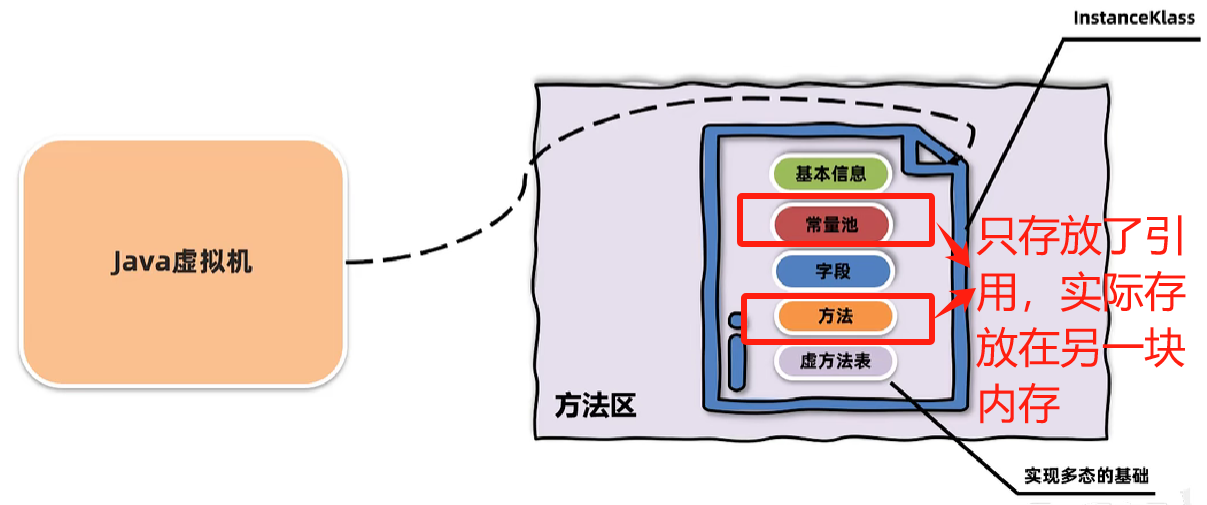 InstanceKlass
基本信息
常量池
字段
方法
虚方法表
Java虚拟机
方法区
只存放了引
用，实际存
放在另一块
内存
实现多态的基础